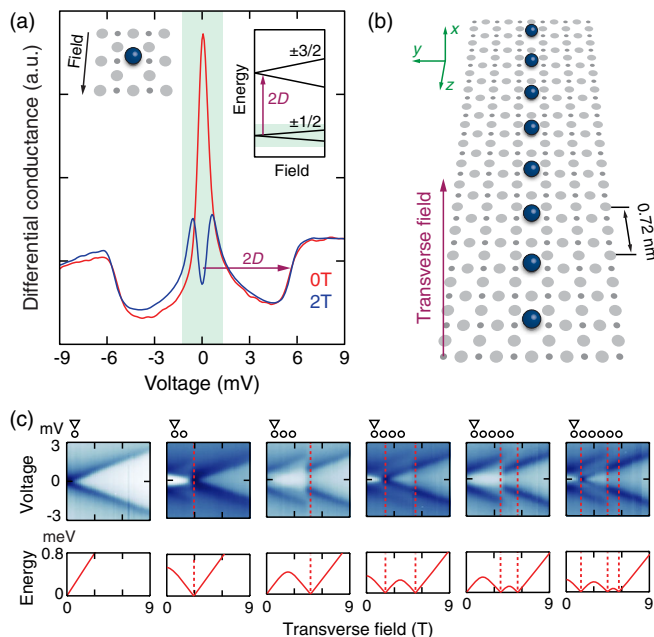 (a)
Field
Differential conductance (a.u.)
Energy
±3/2
2D
±1/2
Field
2D
0T
2T
-9 -6 -3 0 3 6 9
Voltage (mV)
(b)
x
y
z
Transverse field
0.72 nm
(c)
mV
3
Voltage
-3
meV
0.8
Energy
0
0 9 0 9 0 9 0 9 0 9 0 9
Transverse field (T)